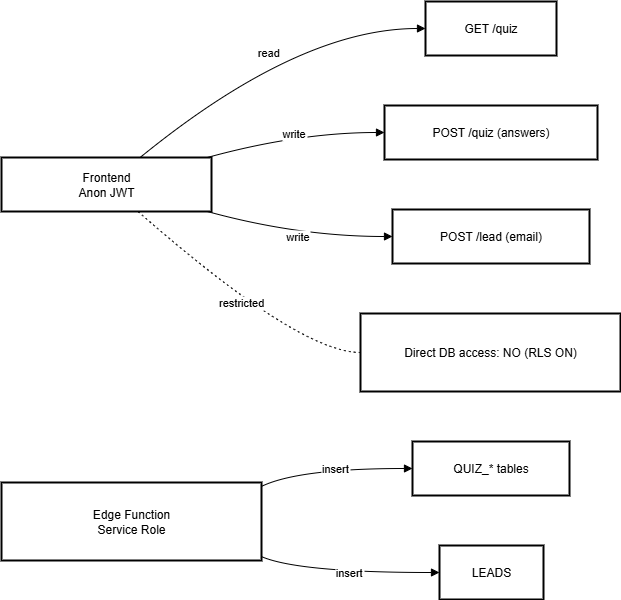 GET /quiz
read
write
POST /quiz (answers)
Frontend
Anon JWT
write
POST /lead (email)
restricted
Direct DB access: NO (RLS ON)
insert
QUIZ_* tables
Edge Function
Service Role
insert
LEADS